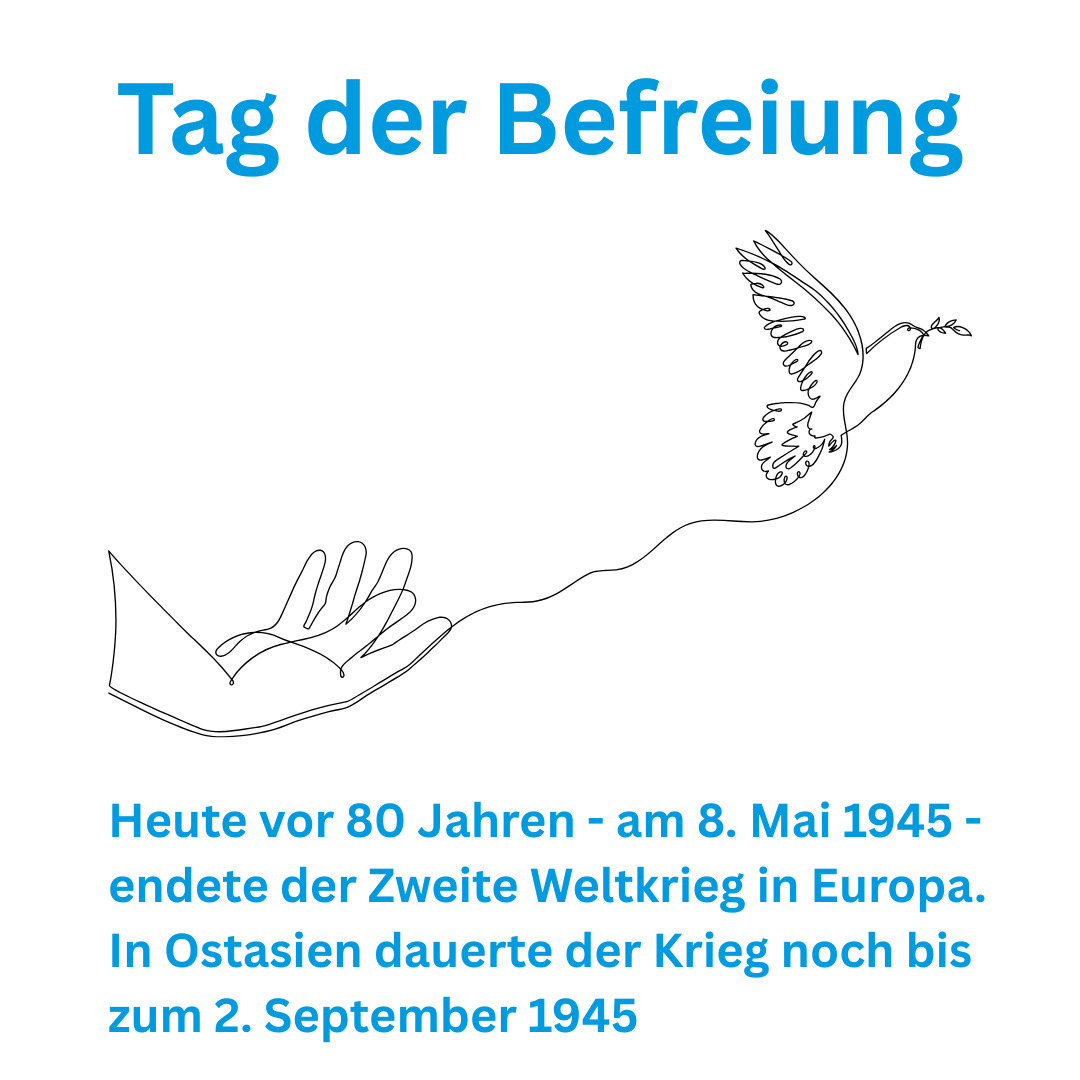 Tag der Befreiung
Heute vor 80 Jahren - am 8. Mai 1945 -
endete der Zweite Weltkrieg in Europa.
In Ostasien dauerte der Krieg noch bis
zum 2. September 1945